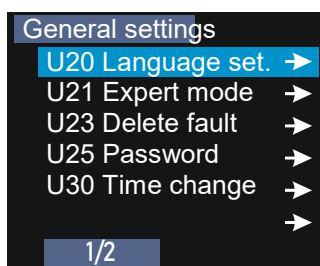 General settings
U20 Language set.
U21 Expert mode
U23 Delete fault
U25 Password
U30 Time change
1/2